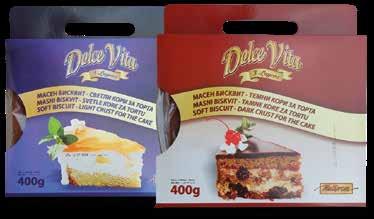 Dolce Vita
МАСЕН БИСКВИТ - СВЕТЛИ КОРИ ЗА ТОРТА
MASNI BISKVIT - SVETLE KORE ZA TORTU
SOFT BISCUIT - LIGHT CRUST FOR THE CAKE
400g
Dolce Vita
МАСЕН БИСКВИТ - ТЕМНИ КОРИ ЗА ТОРТА
MASNI BISKVIT - TAMNE KORE ZA TORTU
SOFT BISCUIT - DARK CRUST FOR THE CAKE
400g